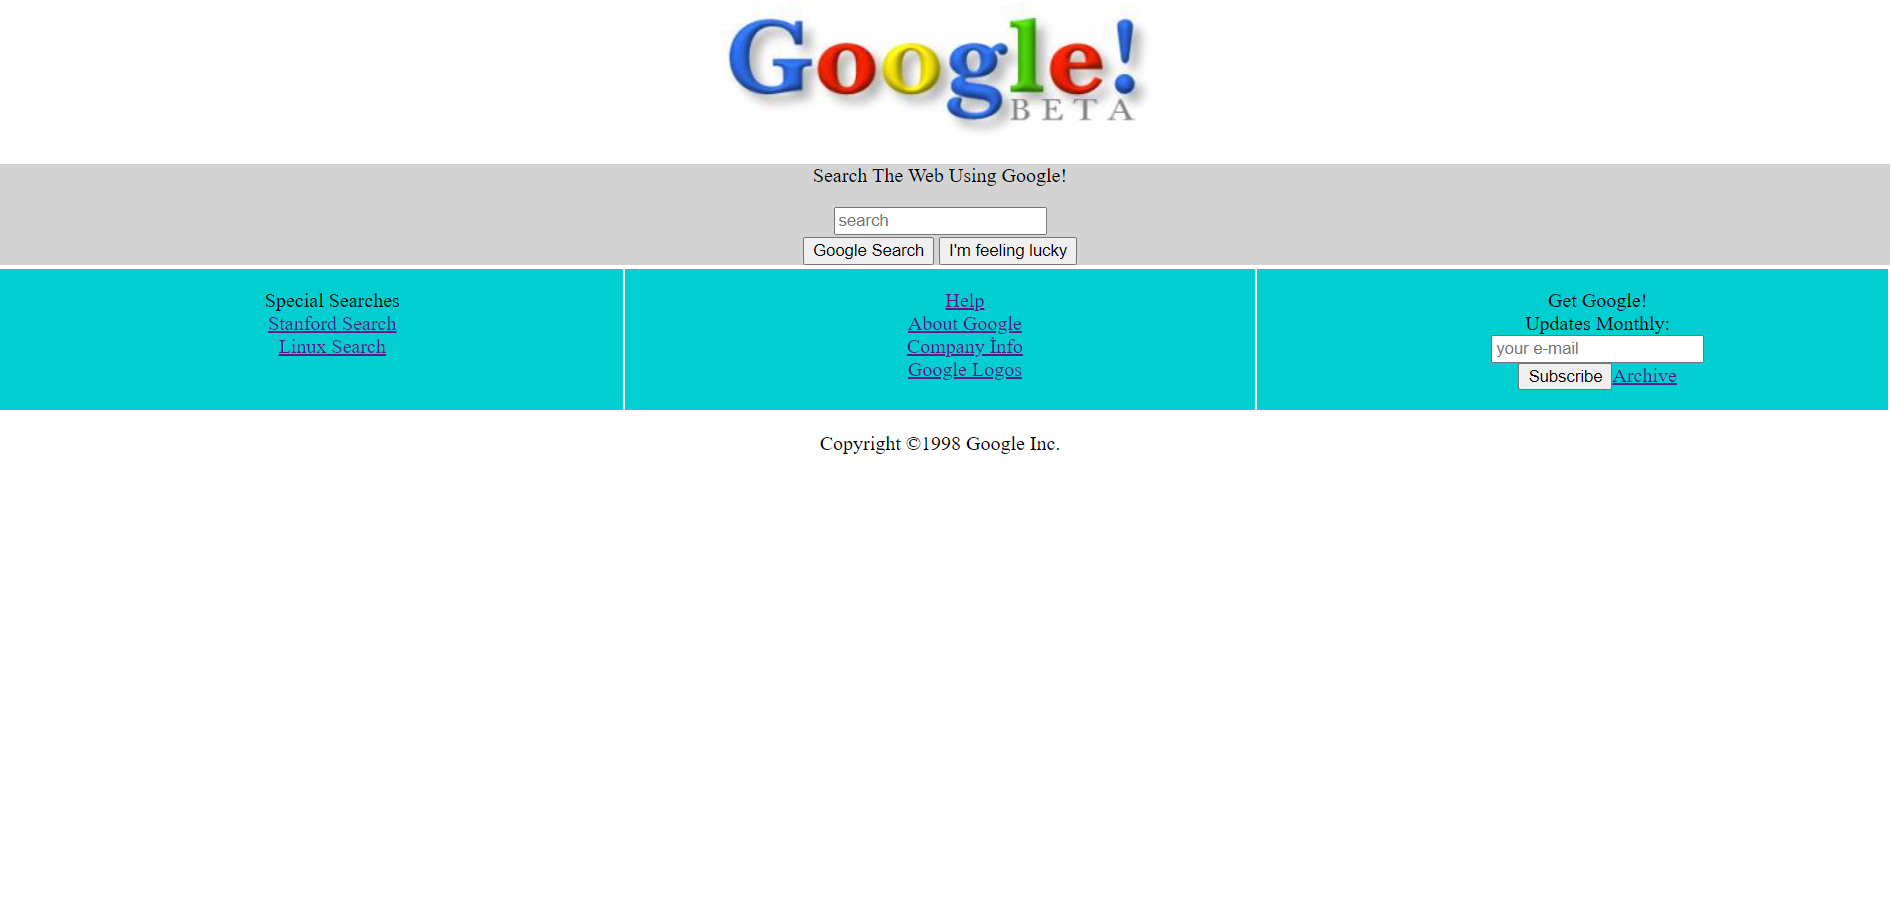 Google!
BETA
Search The Web Using Google!
search
Google Search I'm feeling lucky
Special Searches
Stanford Search
Linux Search
Help
About Google
Company İnfo
Google Logos
Get Google!
Updates Monthly:
your e-mail
Subscribe Archive
Copyright ©1998 Google Inc.